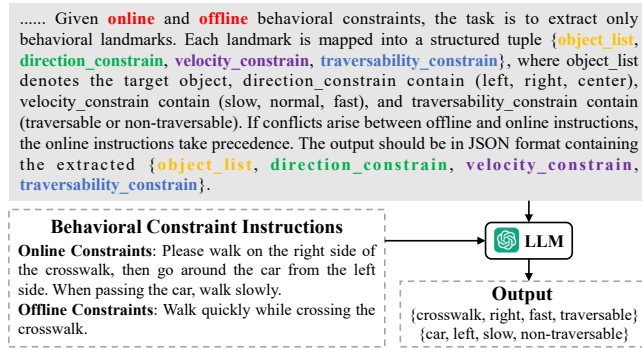 ...... Given online and offline behavioral constraints, the task is to extract only
behavioral landmarks. Each landmark is mapped into a structured tuple {object_list,
direction_constrain, velocity_constrain, traversability_constrain}, where object_list
denotes the target object, direction_constrain contain (left, right, center),
velocity_constrain contain (slow, normal, fast), and traversability_constrain contain
(traversable or non-traversable). If conflicts arise between offline and online instructions,
the online instructions take precedence. The output should be in JSON format containing
the extracted {object_list, direction_constrain, velocity_constrain,
traversability_constrain}.
Behavioral Constraint Instructions
Online Constraints: Please walk on the right side of
the crosswalk, then go around the car from the left
side. When passing the car, walk slowly.
Offline Constraints: Walk quickly while crossing the
crosswalk.
LLM
Output
{crosswalk, right, fast, traversable}
{car, left, slow, non-traversable}